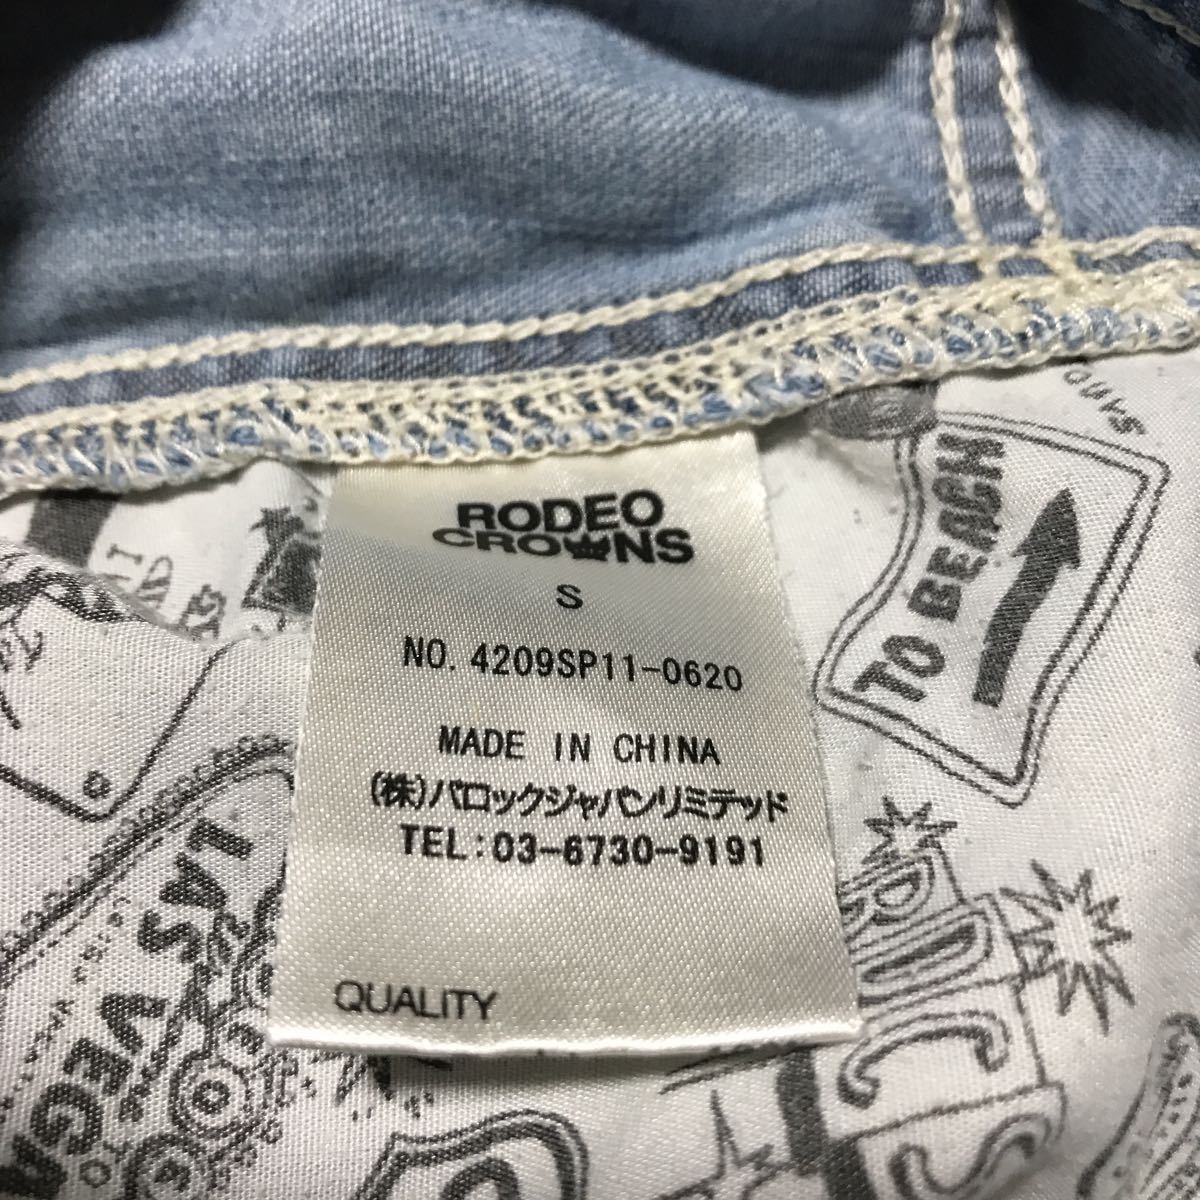 RODEO
CROWNS
S
NO. 4209SP11-0620
MADE IN CHINA
(株)バロックジャパンリミテッド
TEL:03-6730-9191
QUALITY
TO BEACH
LAS
VEGA